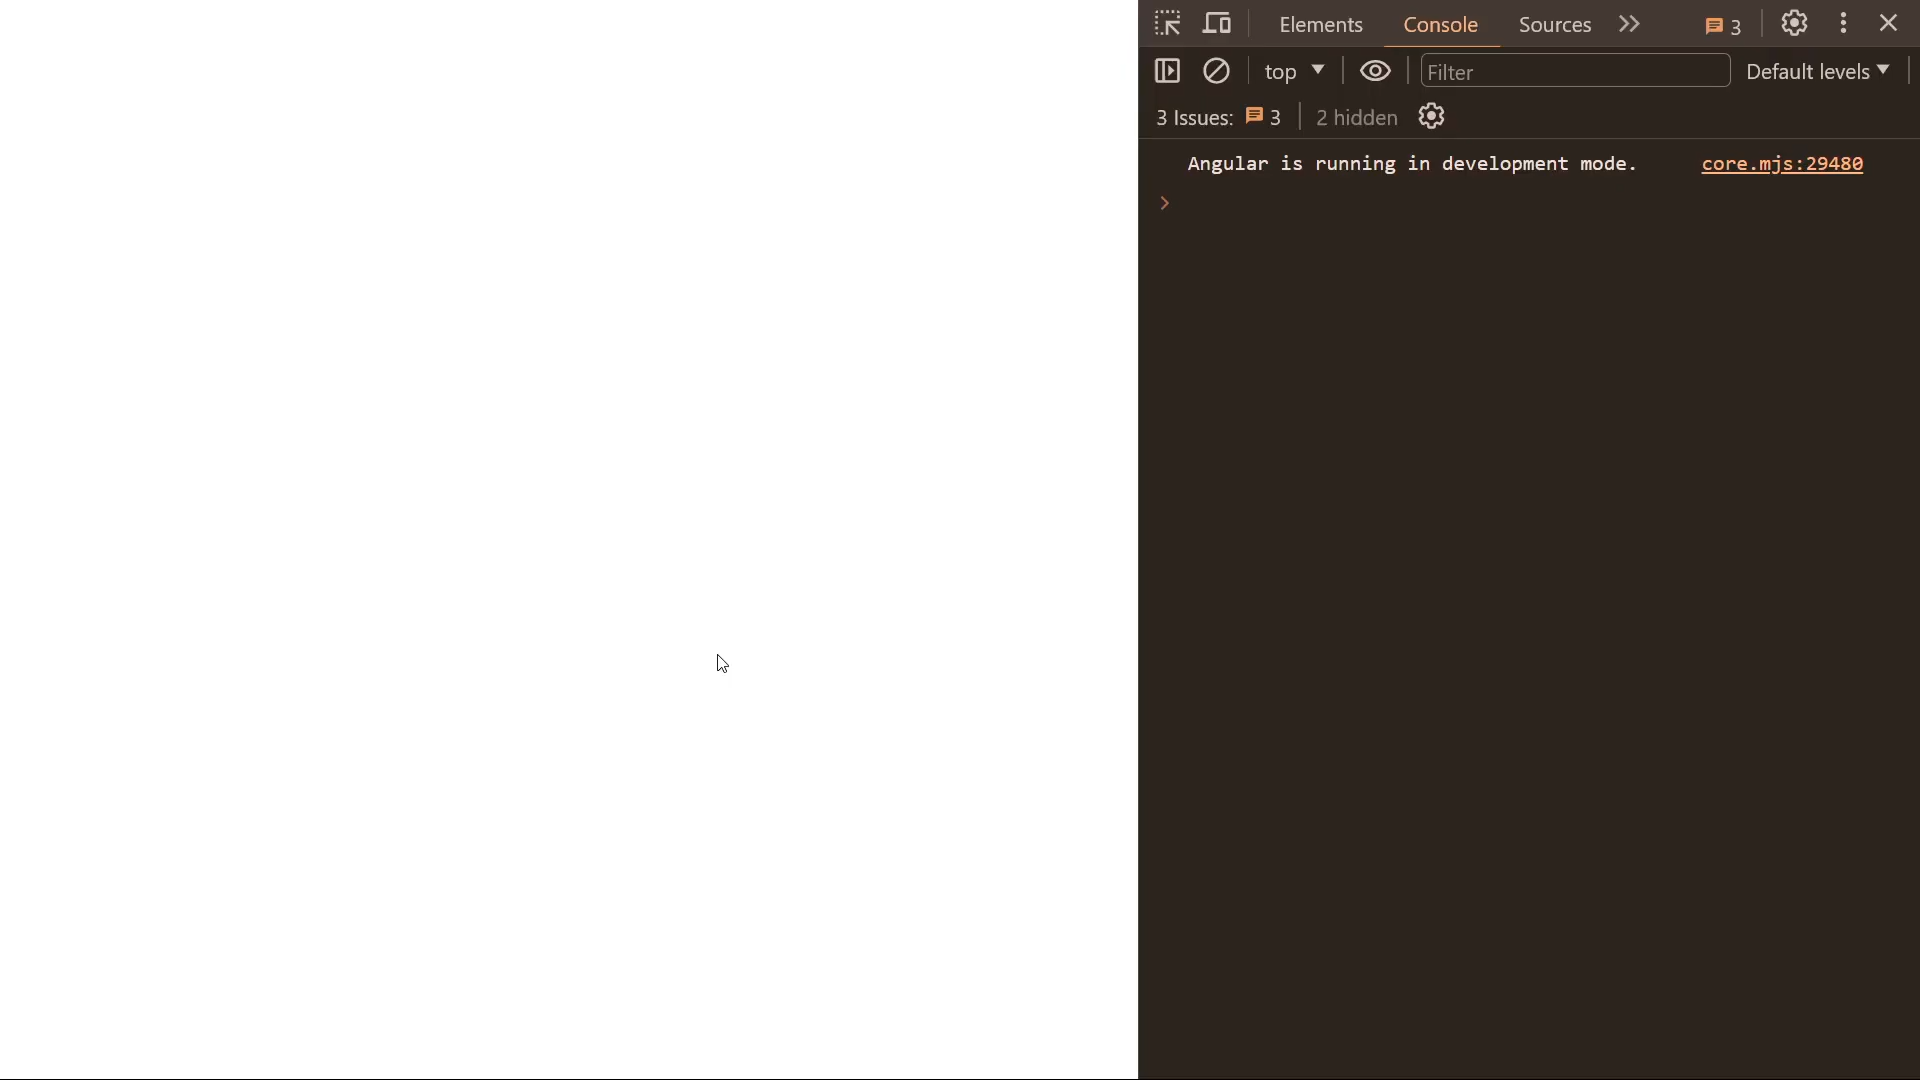 Elements Console Sources 3
top Filter Default levels
3 Issues: 3 2 hidden
Angular is running in development mode. core.mjs:29480